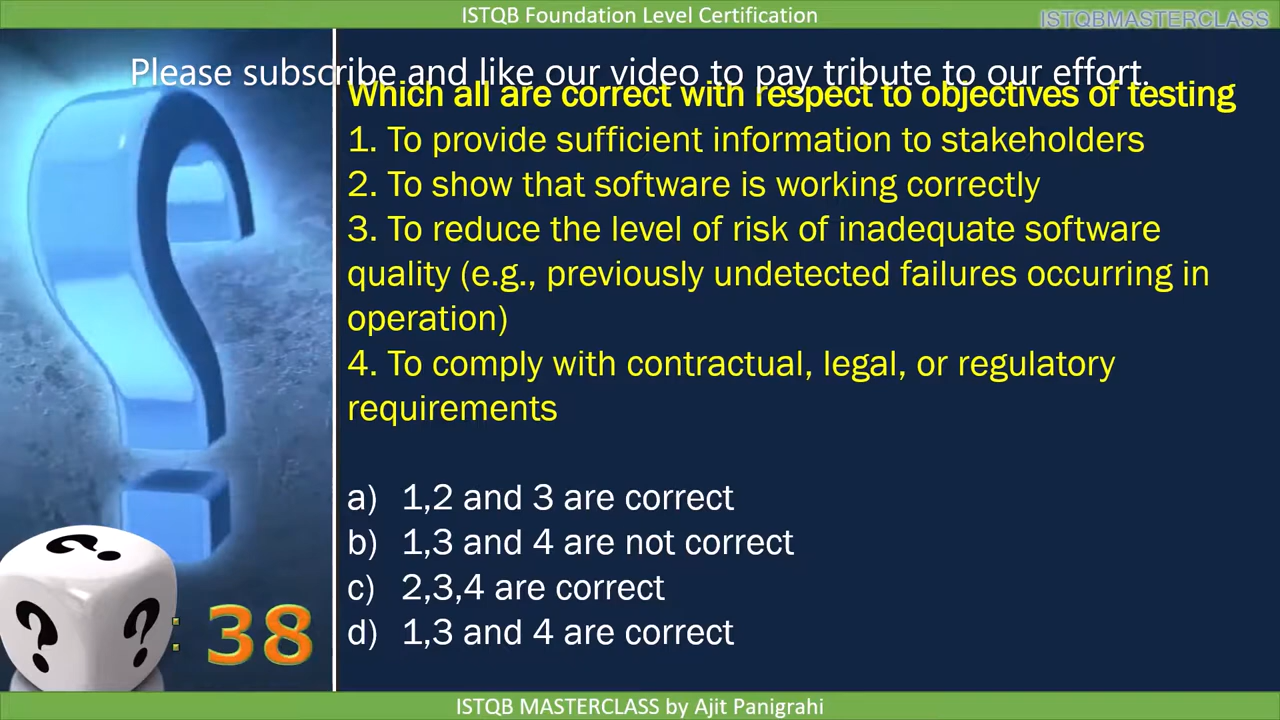 ISTQB Foundation Level Certification
ISTQBMASTERCLASS
Please subscribe and like our video to pay tribute to our effort.
Which all are correct with respect to objectives of testing
1. To provide sufficient information to stakeholders
2. To show that software is working correctly
3. To reduce the level of risk of inadequate software
quality (e.g., previously undetected failures occurring in
operation)
4. To comply with contractual, legal, or regulatory
requirements
a) 1,2 and 3 are correct
b) 1,3 and 4 are not correct
c) 2,3,4 are correct
d) 1,3 and 4 are correct
? ? ?
: 38
ISTQB MASTERCLASS by Ajit Panigrahi